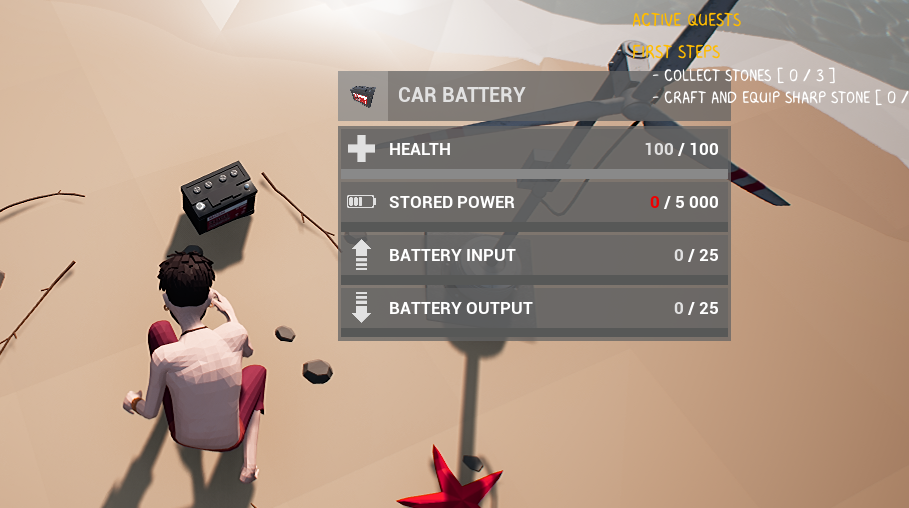 ACTIVE QUESTS
FIRST STEPS
- COLLECT STONES [ 0 / 3 ]
- CRAFT AND EQUIP SHARP STONE [ 0 /
CAR BATTERY
HEALTH 100 / 100
STORED POWER 0 / 5 000
BATTERY INPUT 0 / 25
BATTERY OUTPUT 0 / 25